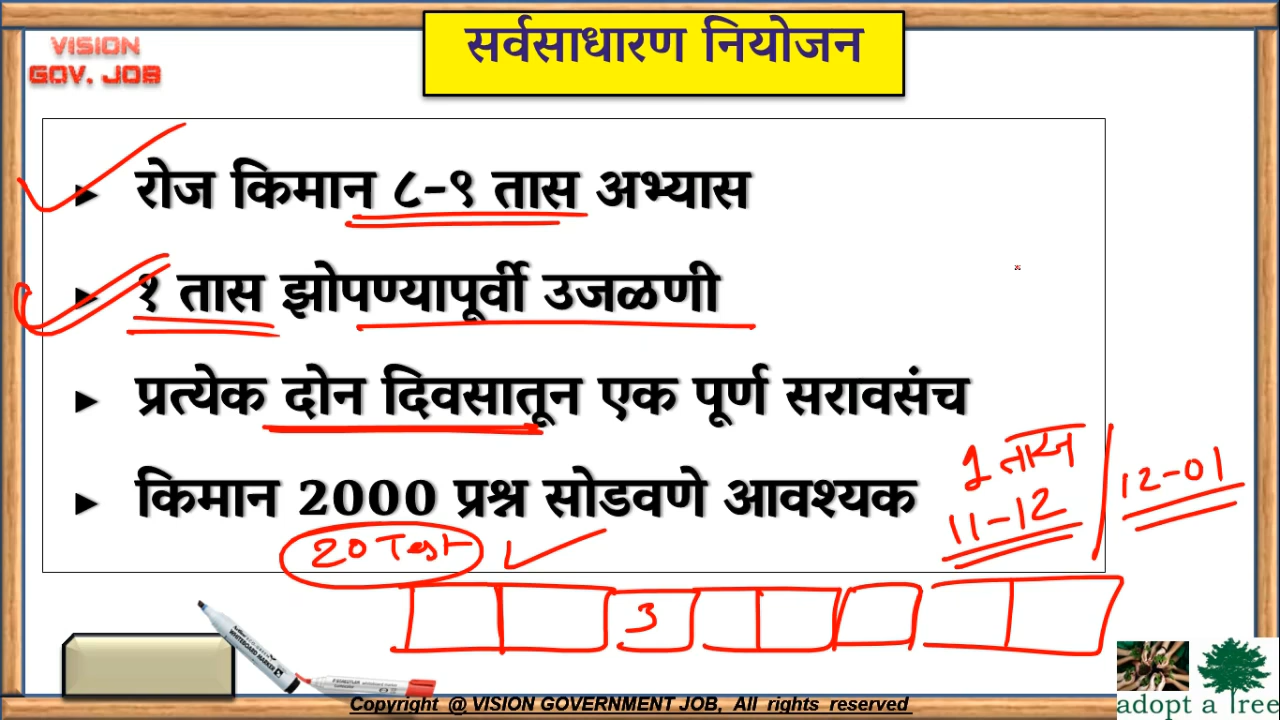 सर्वसाधारण नियोजन
VISION
GOV. JOB
रोज किमान ८-९ तास अभ्यास
१ तास झोपण्यापूर्वी उजळणी
प्रत्येक दोन दिवसातून एक पूर्ण सरावसंच
किमान 2000 प्रश्न सोडवणे आवश्यक
1 तास
11-12
12-01
20 Test
3
Copyright @ VISION GOVERNMENT JOB, All rights reserved
adopt a Tree